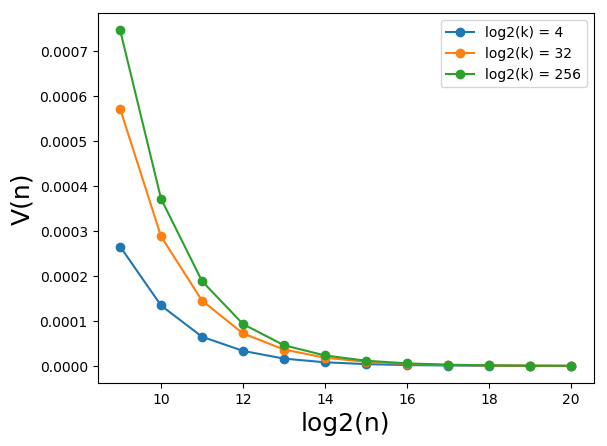 log2(k) = 4
log2(k) = 32
log2(k) = 256
0.0007
0.0006
0.0005
0.0004
0.0003
0.0002
0.0001
0.0000
V(n)
10 12 14 16 18 20
log2(n)